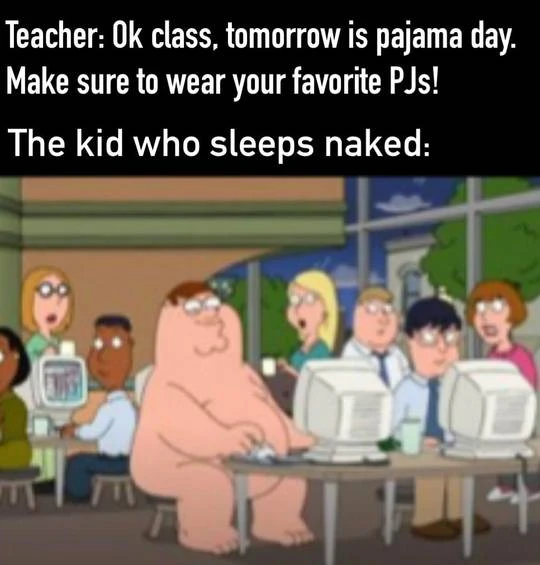 Teacher: Ok class, tomorrow is pajama day.
Make sure to wear your favorite PJs!
The kid who sleeps naked: